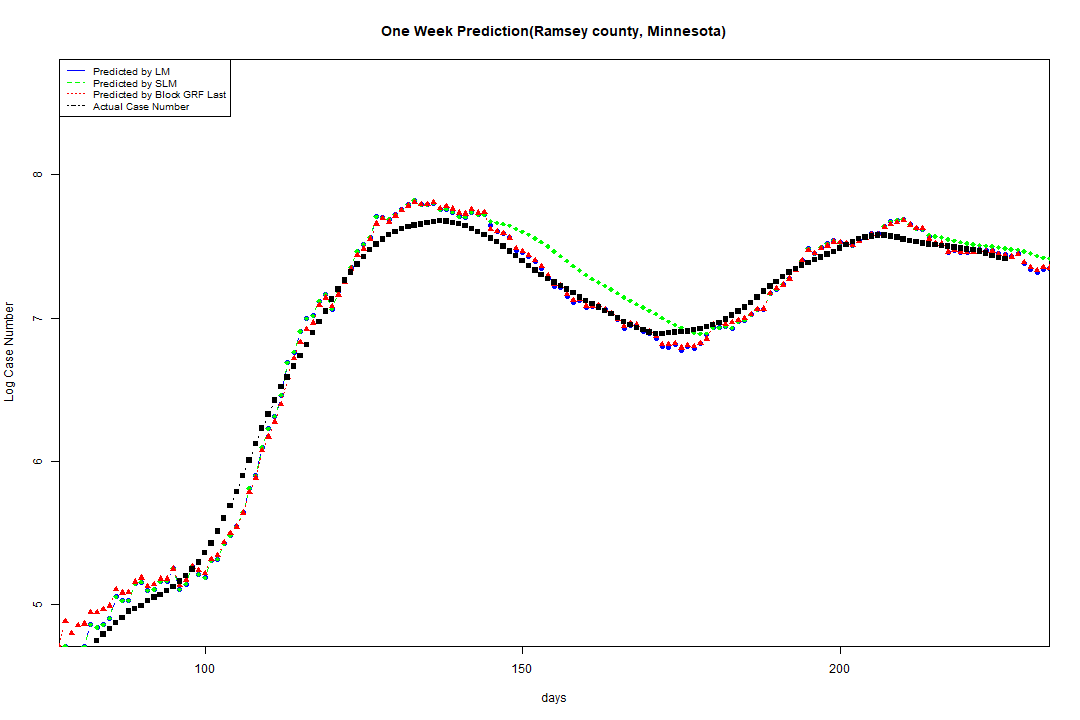 One Week Prediction(Ramsey county, Minnesota)
Predicted by LM
Predicted by SLM
Predicted by Block GRF Last
Actual Case Number
8
7
6
5
Log Case Number
100 150 200
days